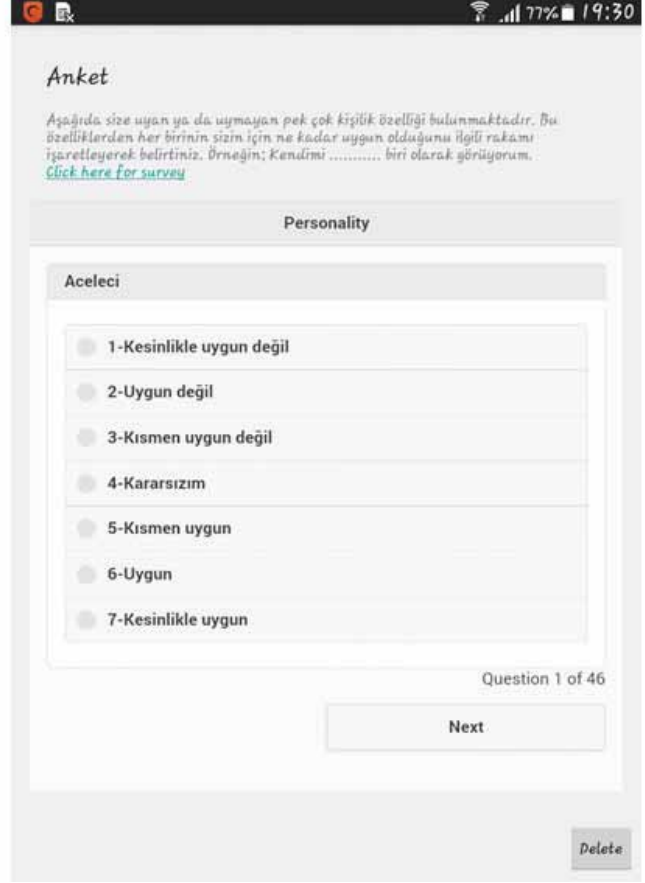 77% 19:30
Anket
Aşağıda size uyan ya da uymayan pek çok kişilik özelliği bulunmaktadır. Bu
özelliklerden her birinin sizin için ne kadar uygun olduğunu ilgili rakamı
işaretleyerek belirtiniz. Örneğin; Kendimi ........... biri olarak görüyorum.
Click here for survey
Personality
Aceleci
1-Kesinlikle uygun değil
2-Uygun değil
3-Kısmen uygun değil
4-Kararsızım
5-Kısmen uygun
6-Uygun
7-Kesinlikle uygun
Question 1 of 46
Next
Delete